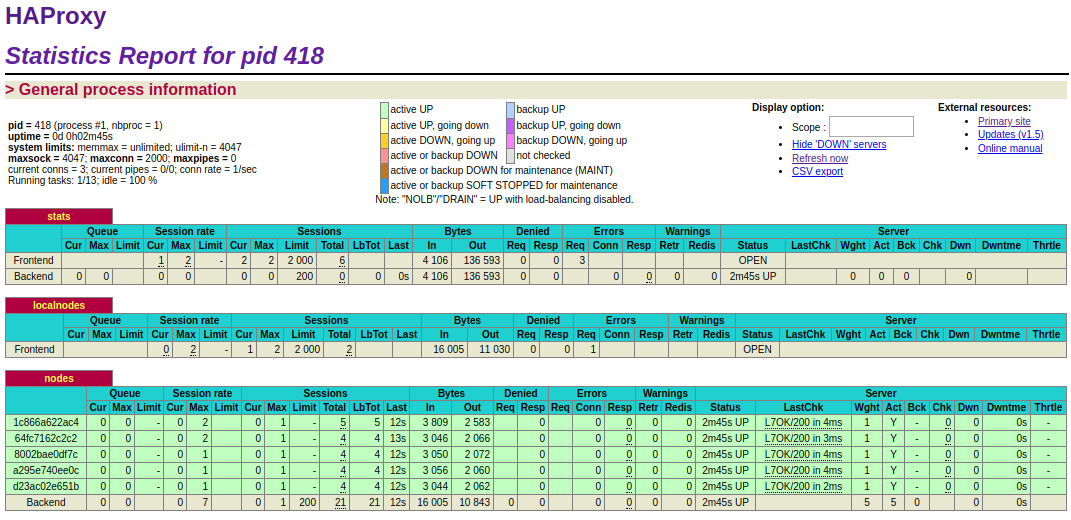 HAProxy
Statistics Report for pid 418
> General process information
pid = 418 (process #1, nbproc = 1)
uptime = 0d 0h02m45s
system limits: memmax = unlimited; ulimit-n = 4047
maxsock = 4047; maxconn = 2000; maxpipes = 0
current conns = 3; current pipes = 0/0; conn rate = 1/sec
Running tasks: 1/13; idle = 100 %
active UP backup UP
active UP, going down backup UP, going down
active DOWN, going up backup DOWN, going up
active or backup DOWN not checked
active or backup DOWN for maintenance (MAINT)
active or backup SOFT STOPPED for maintenance
Note: "NOLB"/"DRAIN" = UP with load-balancing disabled.
Display option:
• Scope :
• Hide 'DOWN' servers
• Refresh now
• CSV export
External resources:
• Primary site
• Updates (v1.5)
• Online manual
stats
Queue Session rate Sessions Bytes Denied Errors Warnings Server
Cur Max Limit Cur Max Limit Cur Max Limit Total LbTot Last In Out Req Resp Req Conn Resp Retr Redis Status LastChk Wght Act Bck Chk Dwn Dwntme Thrtle
Frontend 1 2 - 2 2 2 000 6 4 106 136 593 0 0 3 OPEN
Backend 0 0 0 0 0 0 200 0 0 0s 4 106 136 593 0 0 0 0 0 0 2m45s UP 0 0 0 0
localnodes
Queue Session rate Sessions Bytes Denied Errors Warnings Server
Cur Max Limit Cur Max Limit Cur Max Limit Total LbTot Last In Out Req Resp Req Conn Resp Retr Redis Status LastChk Wght Act Bck Chk Dwn Dwntme Thrtle
Frontend 0 2 - 1 2 2 000 2 16 005 11 030 0 0 1 OPEN
nodes
Queue Session rate Sessions Bytes Denied Errors Warnings Server
Cur Max Limit Cur Max Limit Cur Max Limit Total LbTot Last In Out Req Resp Req Conn Resp Retr Redis Status LastChk Wght Act Bck Chk Dwn Dwntme Thrtle
1c866a622ac4 0 0 - 0 2 0 1 - 5 5 12s 3 809 2 583 0 0 0 0 0 2m45s UP L7OK/200 in 4ms 1 Y - 0 0 0s -
64fc7162c2c2 0 0 - 0 2 0 1 - 4 4 13s 3 046 2 066 0 0 0 0 0 2m45s UP L7OK/200 in 3ms 1 Y - 0 0 0s -
8002bae0df7c 0 0 - 0 1 0 1 - 4 4 12s 3 050 2 072 0 0 0 0 0 2m45s UP L7OK/200 in 4ms 1 Y - 0 0 0s -
a295e740ee0c 0 0 - 0 1 0 1 - 4 4 12s 3 056 2 060 0 0 0 0 0 2m45s UP L7OK/200 in 4ms 1 Y - 0 0 0s -
d23ac02e651b 0 0 - 0 1 0 1 - 4 4 12s 3 044 2 062 0 0 0 0 0 2m45s UP L7OK/200 in 2ms 1 Y - 0 0 0s -
Backend 0 0 0 7 0 1 200 21 21 12s 16 005 10 843 0 0 0 0 0 0 2m45s UP 5 5 0 0 0s